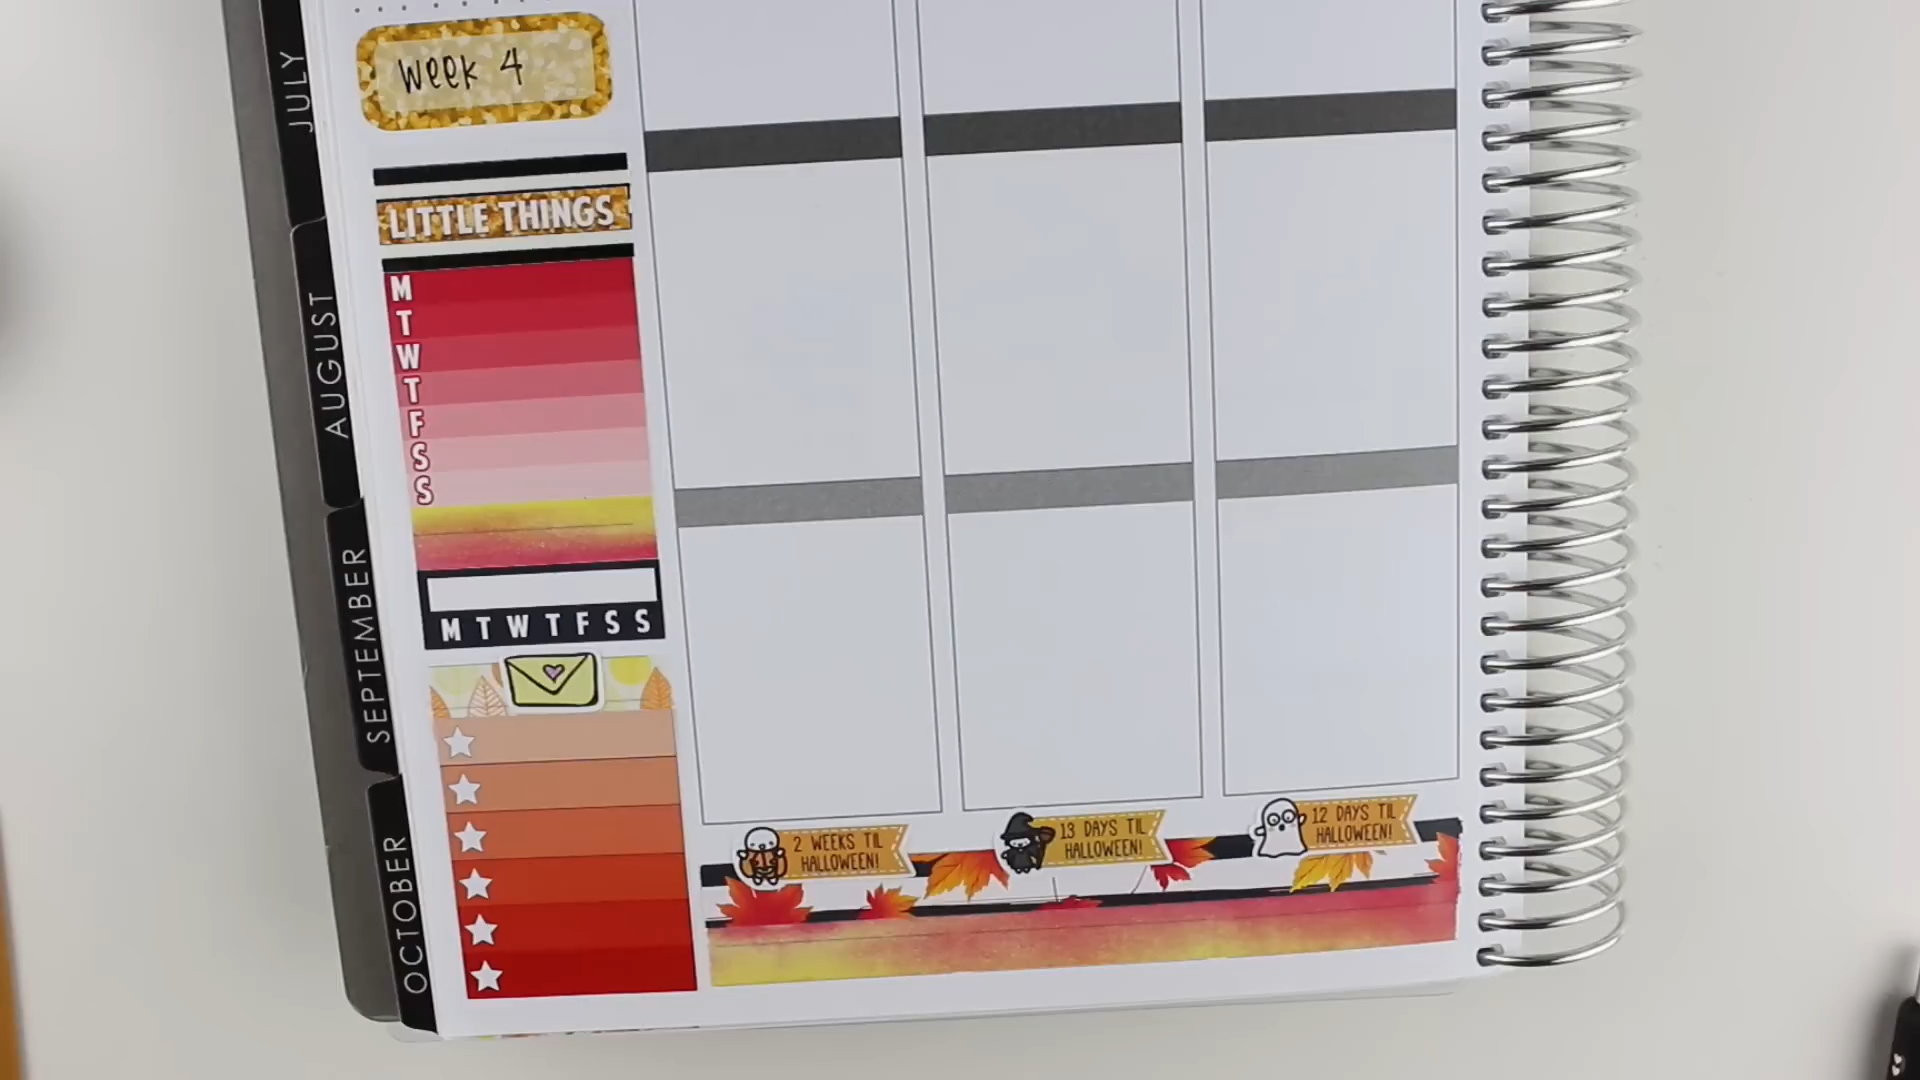 Week 4
LITTLE THINGS
M
T
W
T
F
S
S
M T W T F S S
2 WEEKS TIL
HALLOWEEN!
13 DAYS TIL
HALLOWEEN!
12 DAYS TIL
HALLOWEEN!
JULY
AUGUST
SEPTEMBER
OCTOBER